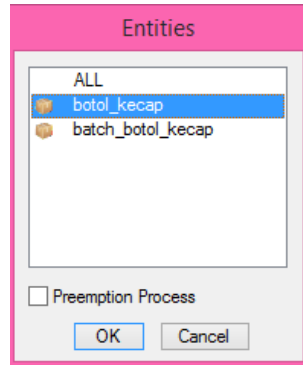 Entities
ALL
botol_kecap
batch_botol_kecap
Preemption Process
OK Cancel